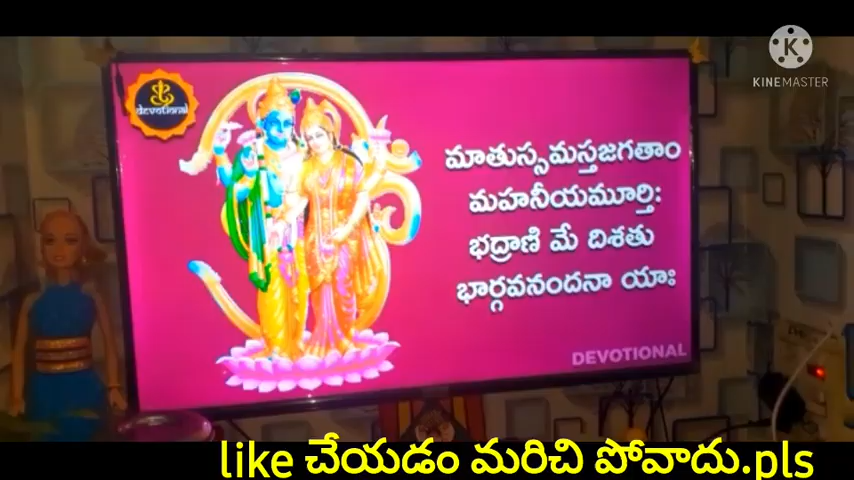 KINEMASTER
devotional
మాతుస్సమస్తజగతాం
మహనీయమూర్తి:
భద్రాణి మే దిశతు
భార్గవనందనా యాః
DEVOTIONAL
like చేయడం మరిచి పోవాదు.pls